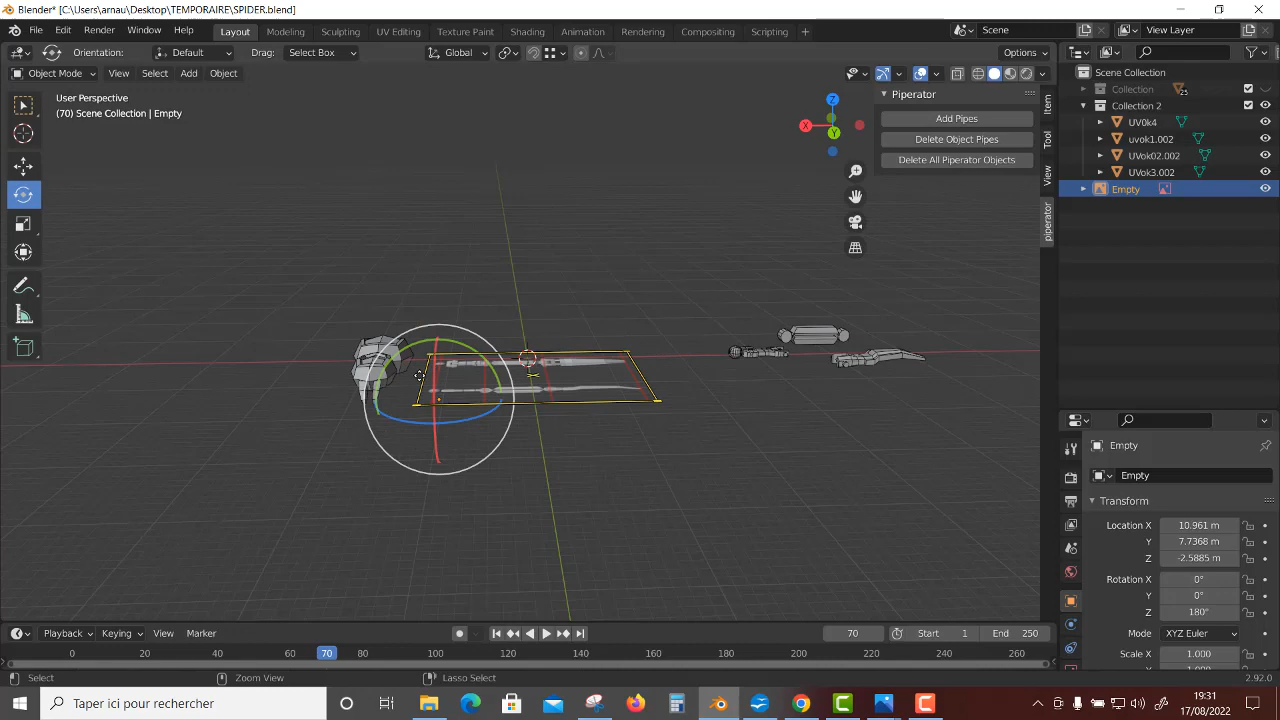 Blender* [C:\Users\arnau\Desktop\TEMPORAIRE\SPIDER.blend]
File Edit Render Window Help Layout Modeling Sculpting UV Editing Texture Paint Shading Animation Rendering Compositing Scripting + Scene View Layer
Orientation: Default Drag: Select Box Global Options
Object Mode View Select Add Object
User Perspective
(70) Scene Collection | Empty
Piperator
Add Pipes
Delete Object Pipes
Delete All Piperator Objects
Item
Tool
View
piperator
Z
X
Y
Scene Collection
Collection 25
Collection 2
UV0k4
uvok1.002
UVok02.002
UVok3.002
Empty
Empty
Empty
Transform
Location X 10.961 m
Y 7.7368 m
Z -2.5885 m
Rotation X 0°
Y 0°
Z 180°
Mode XYZ Euler
Scale X 1.000
Playback Keying View Marker 70 Start 1 End 250
0 20 40 60 70 80 100 120 140 160 180 200 220 240 260
Select Zoom View Lasso Select 2.92.0
Taper ici pour rechercher
19:31
17/08/2022